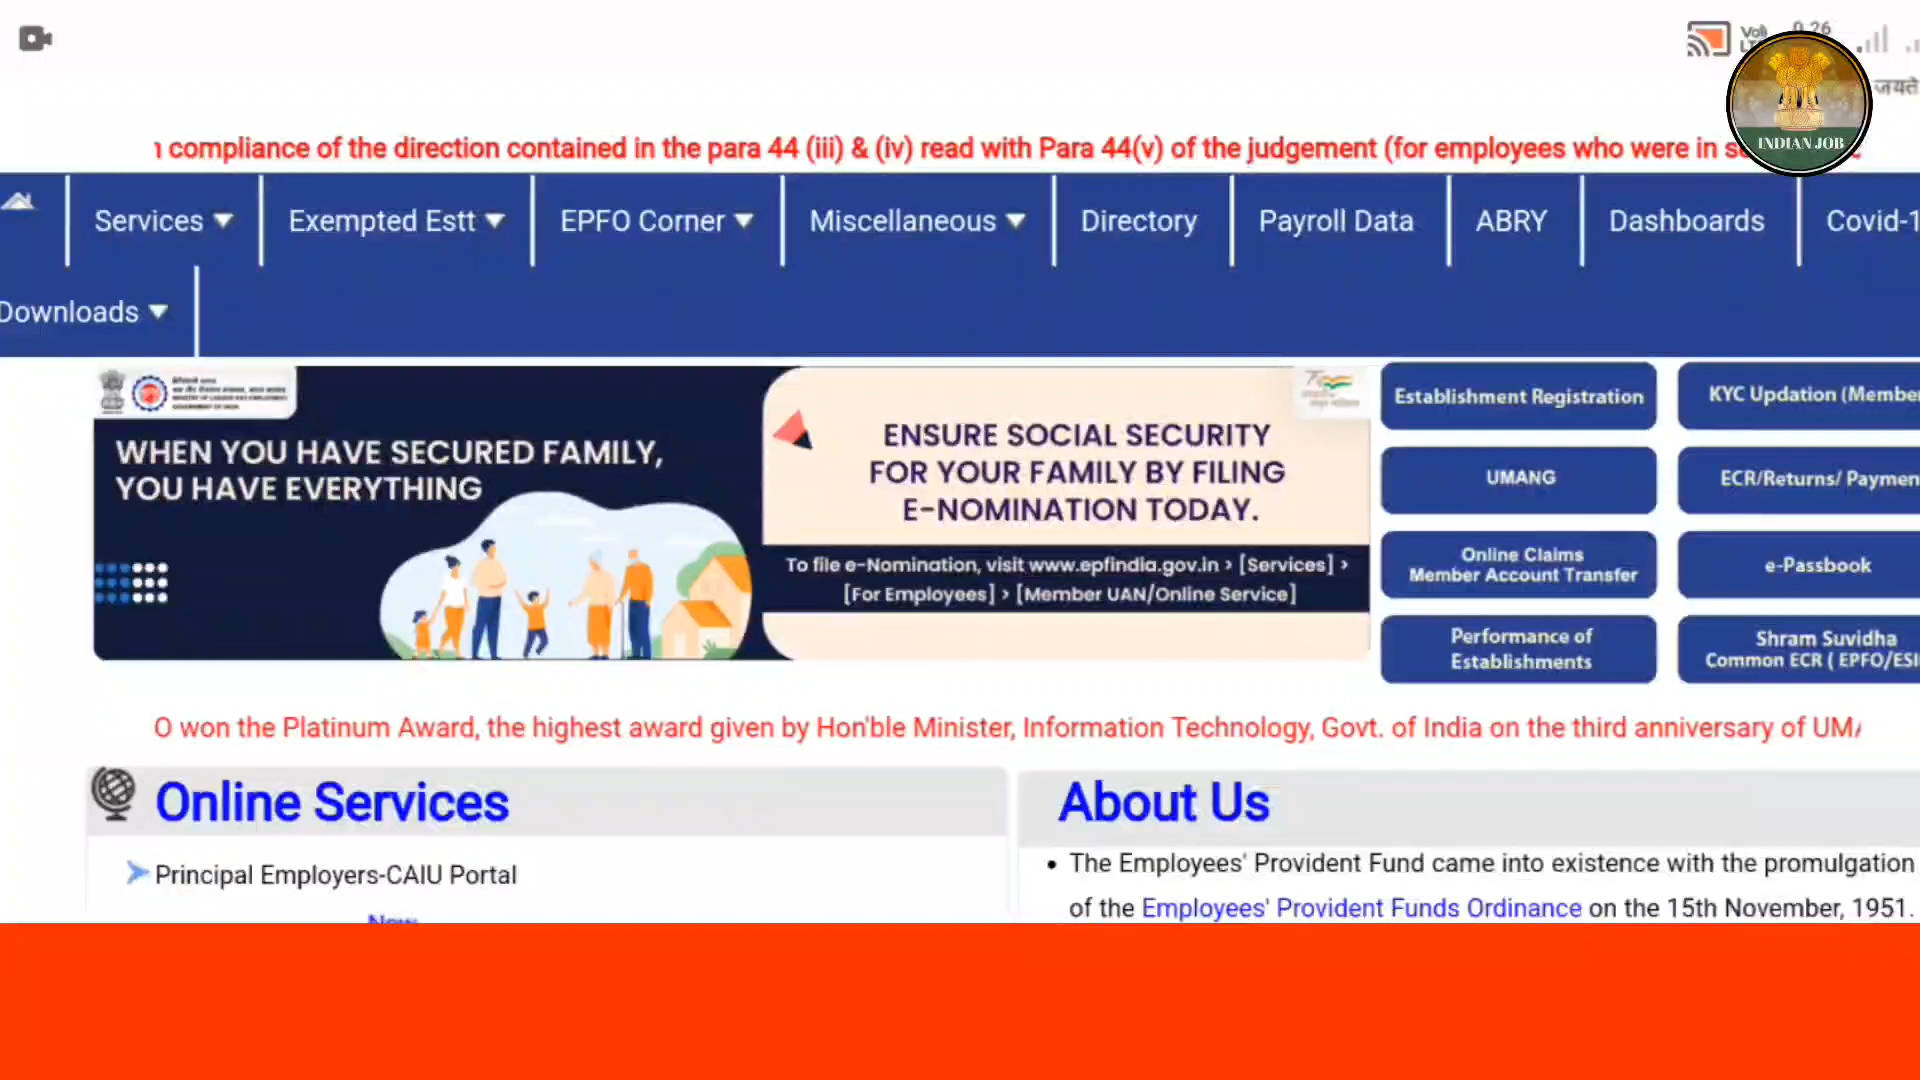 0.26
जयते
INDIAN JOB
compliance of the direction contained in the para 44 (iii) & (iv) read with Para 44(v) of the judgement (for employees who were in
Services Exempted Estt EPFO Corner Miscellaneous Directory Payroll Data ABRY Dashboards Covid-1
Downloads
WHEN YOU HAVE SECURED FAMILY,
YOU HAVE EVERYTHING
ENSURE SOCIAL SECURITY
FOR YOUR FAMILY BY FILING
E-NOMINATION TODAY.
To file e-Nomination, visit www.epfindia.gov.in > [Services] >
[For Employees] > [Member UAN/Online Service]
Establishment Registration
KYC Updation (Member
UMANG
ECR/Returns/ Paymen
Online Claims
Member Account Transfer
e-Passbook
Performance of
Establishments
Shram Suvidha
Common ECR ( EPFO/ESI
O won the Platinum Award, the highest award given by Hon'ble Minister, Information Technology, Govt. of India on the third anniversary of UMA
Online Services
Principal Employers-CAIU Portal
New
About Us
• The Employees' Provident Fund came into existence with the promulgation
of the Employees' Provident Funds Ordinance on the 15th November, 1951.